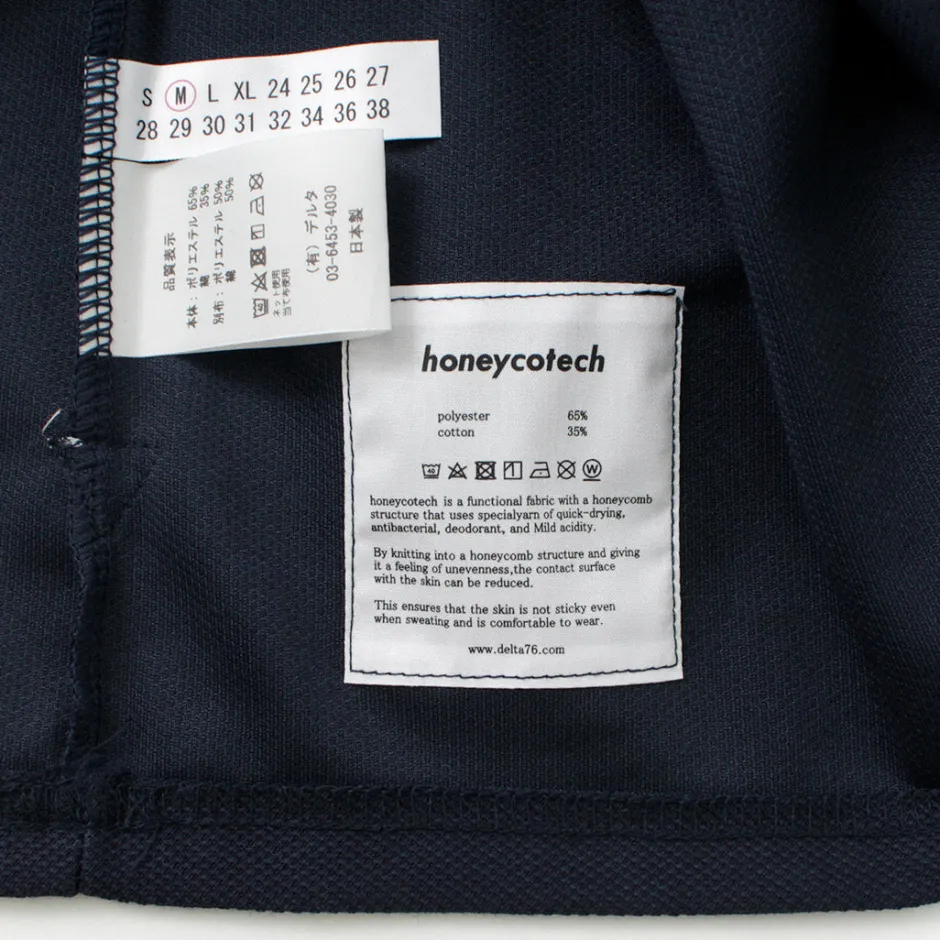 S M L XL 24 25 26 27
28 29 30 31 32 34 36 38
品質表示
本体：ポリエステル 65%
綿 35%
別布：ポリエステル 50%
綿 50%
40
ネット使用
当て布使用
(有) デルタ
03-6453-4030
日本製
honeycotech
polyester 65%
cotton 35%
40 W
honeycotech is a functional fabric with a honeycomb
structure that uses specialyarn of quick-drying,
antibacterial, deodorant, and Mild acidity.
By knitting into a honeycomb structure and giving
it a feeling of unevenness,the contact surface
with the skin can be reduced.
This ensures that the skin is not sticky even
when sweating and is comfortable to wear.
www.delta76.com